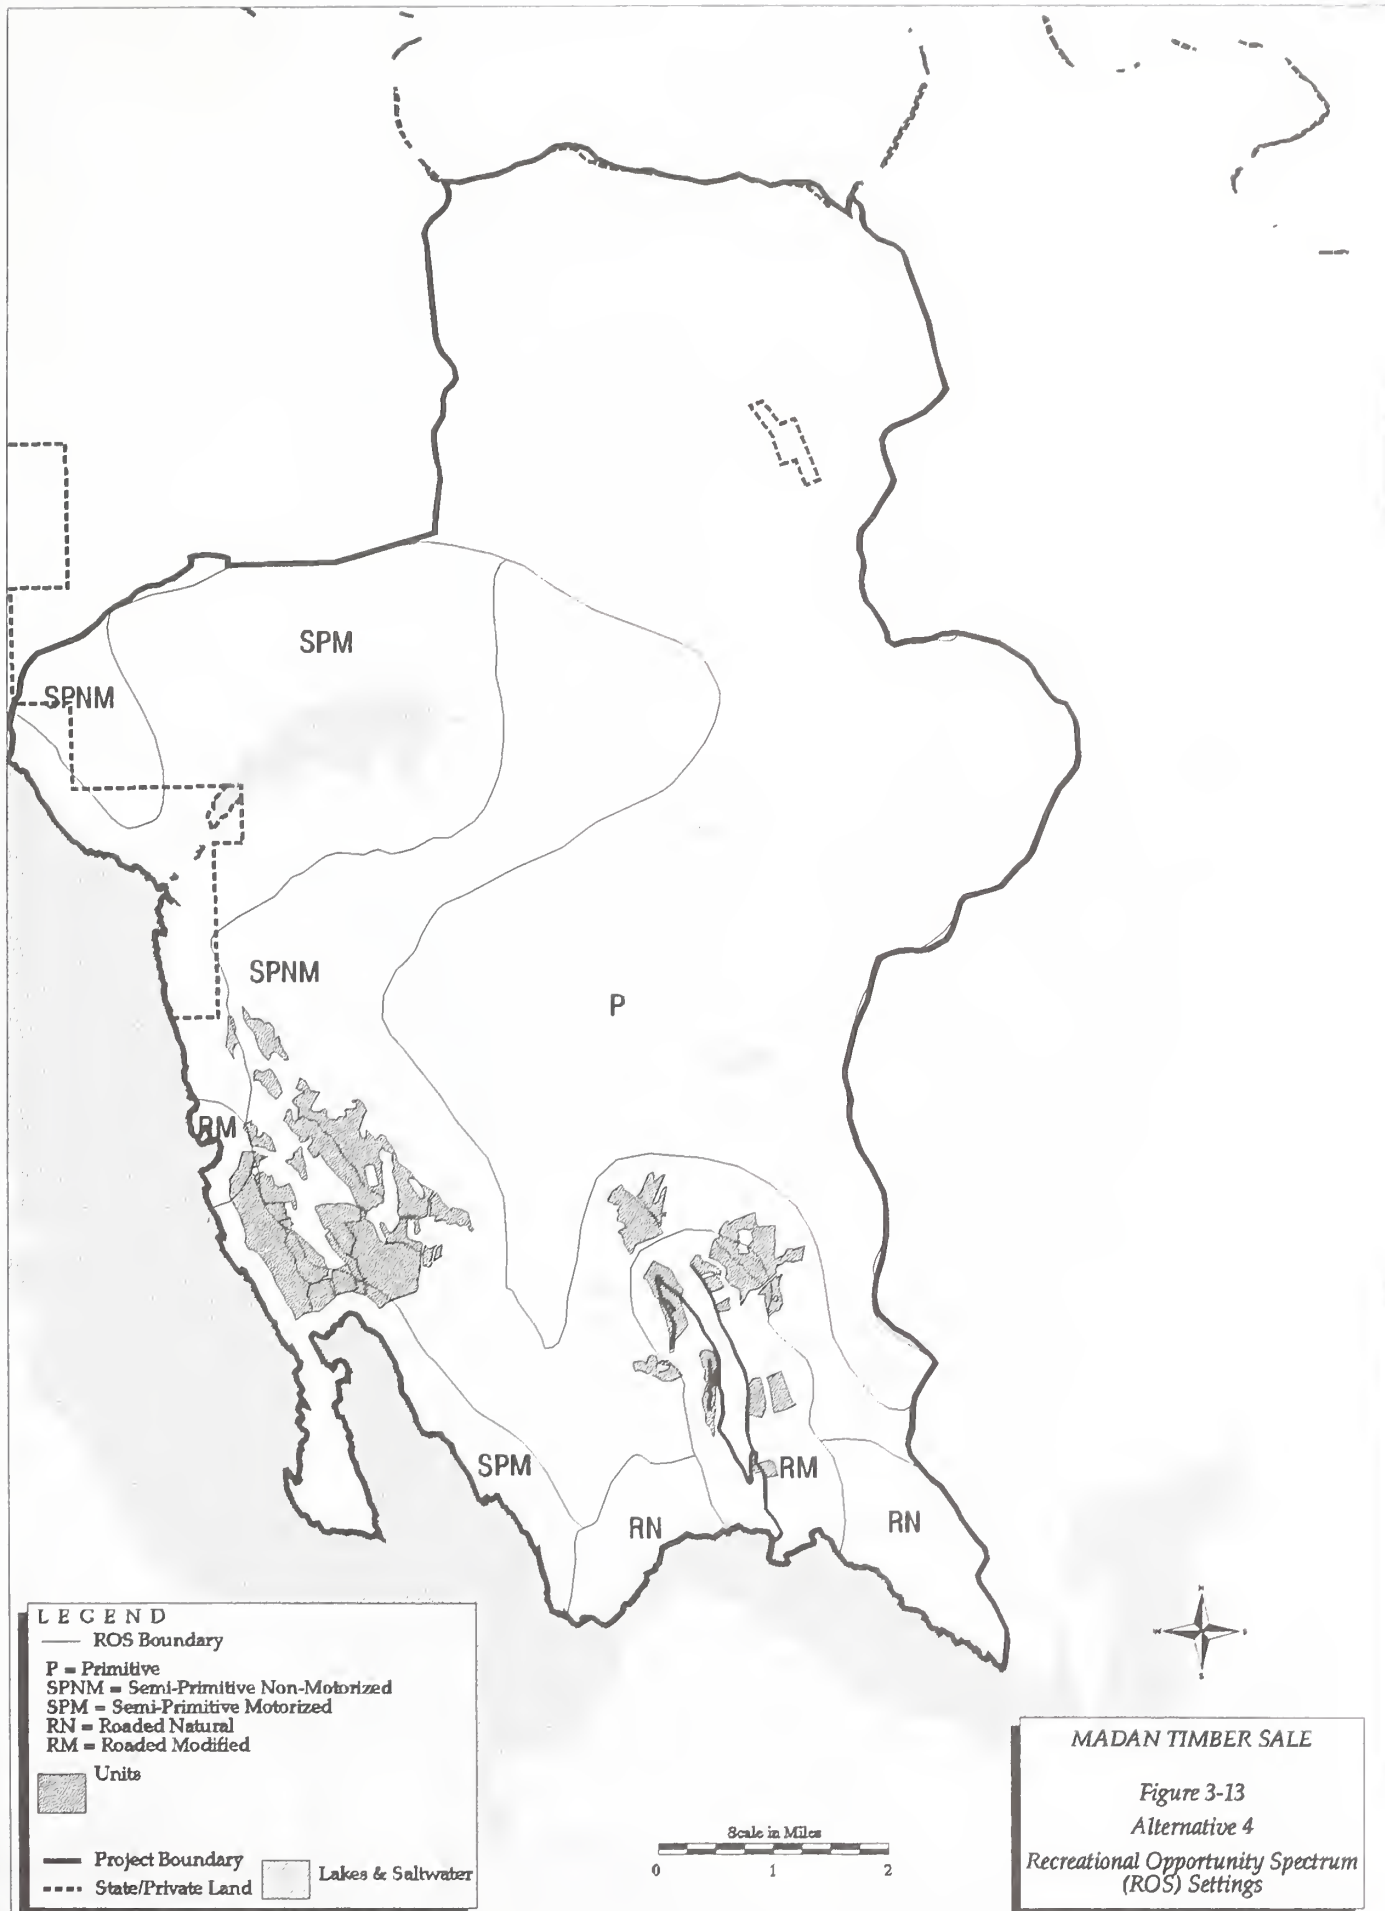 SPM
SPNM
SPNM
P
RM
SPM
RM
RN
RN
LEGEND
ROS Boundary
P = Primitive
SPNM = Semi-Primitive Non-Motorized
SPM = Semi-Primitive Motorized
RN = Roaded Natural
RM = Roaded Modified
Units
Project Boundary
State/Private Land
Lakes & Saltwater
Scale in Miles
0 1 2
MADAN TIMBER SALE
Figure 3-13
Alternative 4
Recreational Opportunity Spectrum
(ROS) Settings